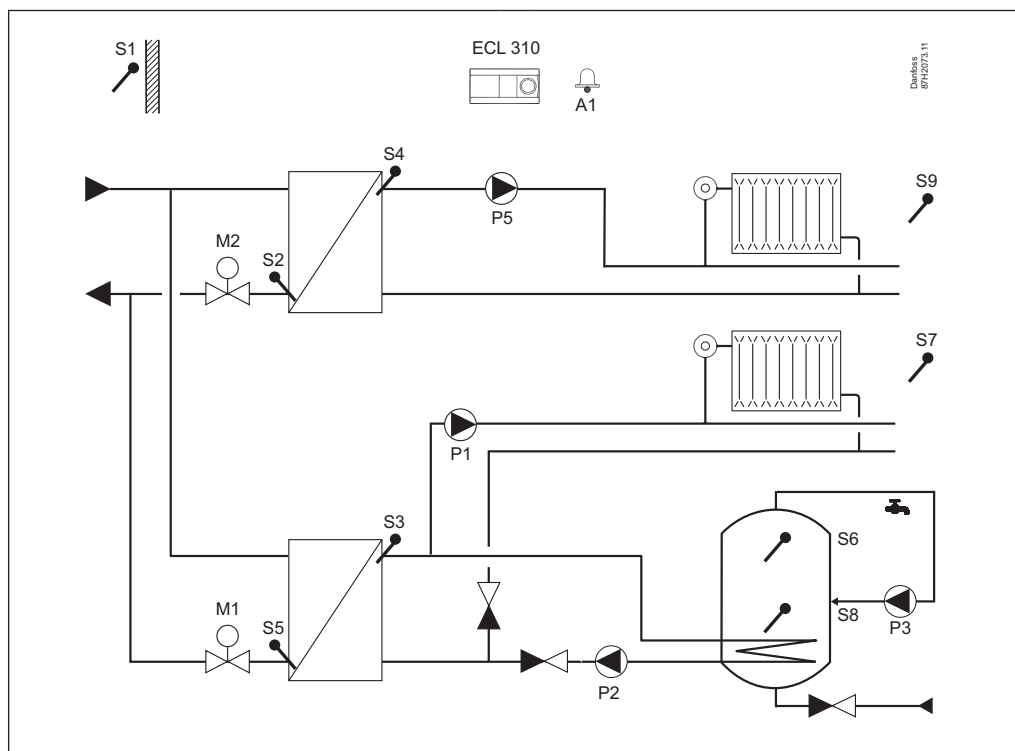 S1
ECL 310
A1
Danfoss
87H2073.11
S4
P5
S9
M2
S2
S7
P1
S3
S6
M1
S5
S8
P3
P2